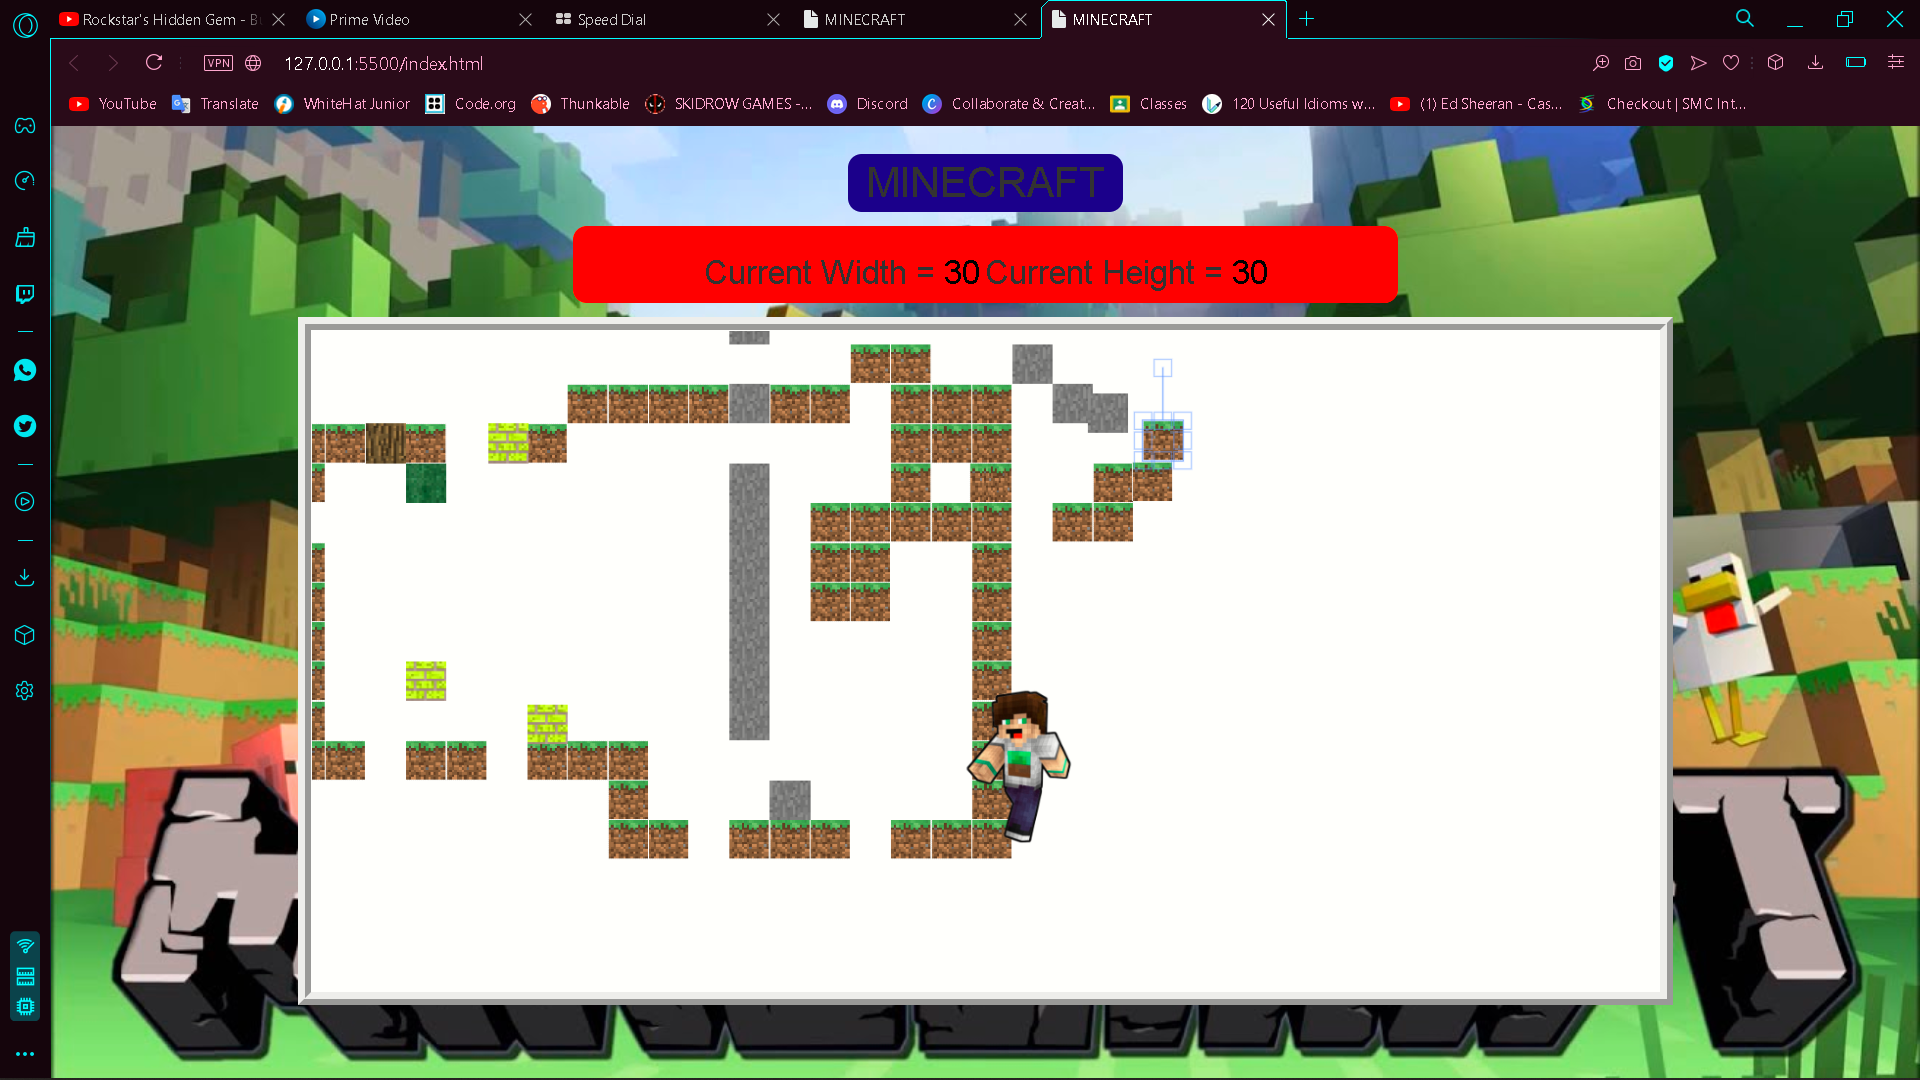 Rockstar's Hidden Gem - B
Prime Video
Speed Dial
MINECRAFT
MINECRAFT
VPN
127.0.0.1:5500/index.html
YouTube
Translate
WhiteHat Junior
Code.org
Thunkable
SKIDROW GAMES -...
Discord
Collaborate & Creat...
Classes
120 Useful Idioms w...
(1) Ed Sheeran - Cas...
Checkout | SMC Int...
MINECRAFT
Current Width = 30 Current Height = 30